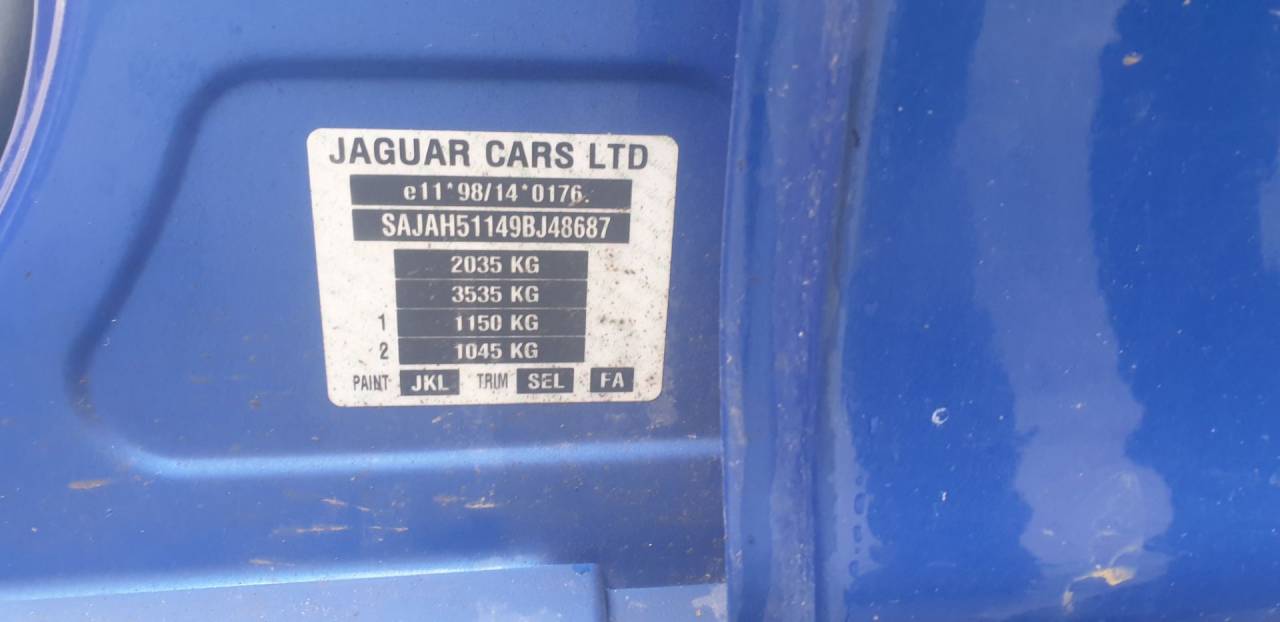 JAGUAR CARS LTD
e11*98/14*0176.
SAJAH51149BJ48687
2035 KG
3535 KG
1 1150 KG
2 1045 KG
PAINT JKL TRIM SEL FA